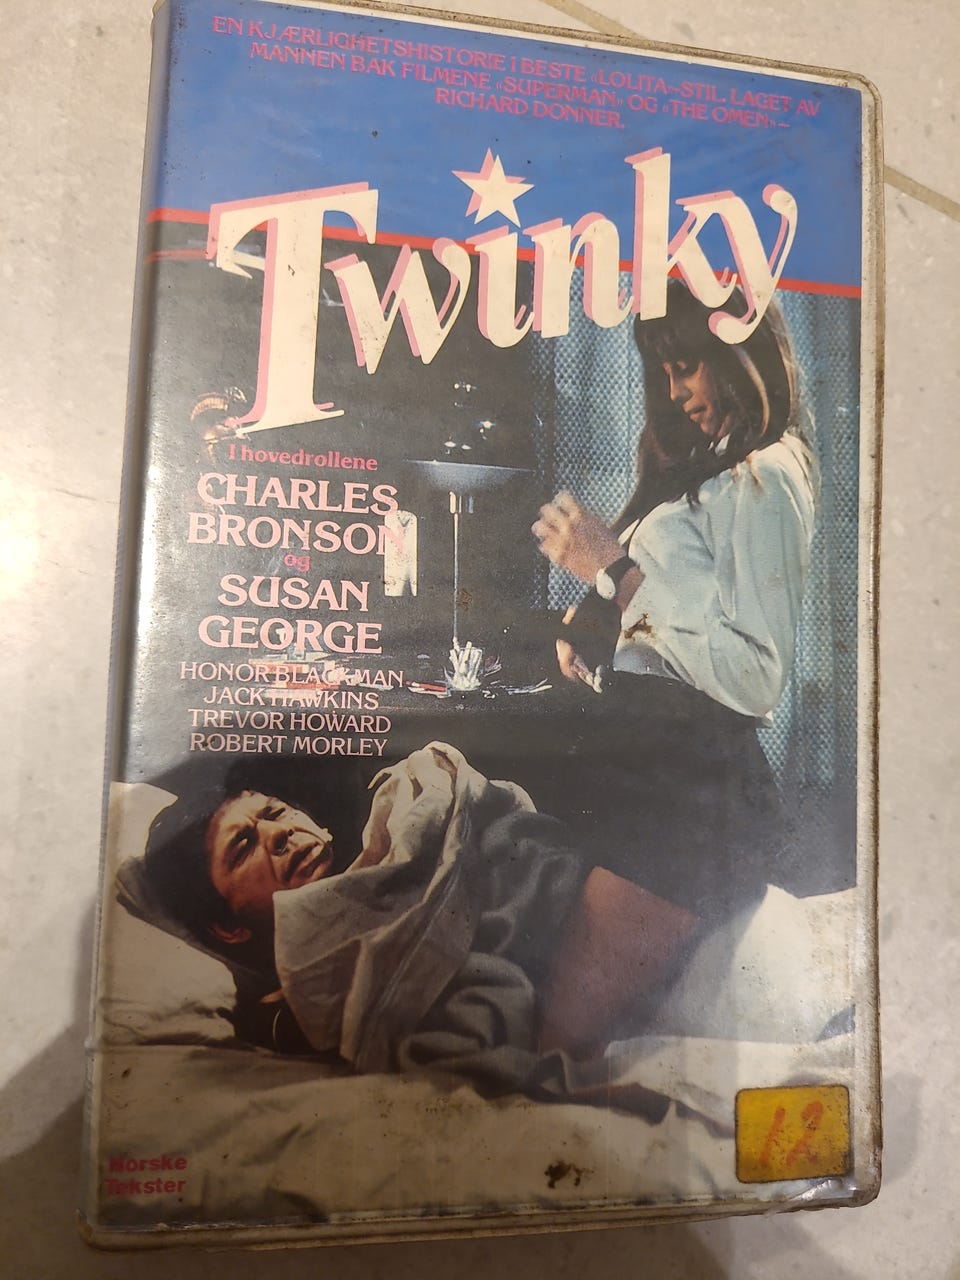 EN KJÆRLIGHETSHISTORIE I BESTE «LOLITA»-STIL. LAGET AV
MANNEN BAK FILMENE «SUPERMAN» OG «THE OMEN» –
RICHARD DONNER.
Twinky
I hovedrollene
CHARLES
BRONSON
og
SUSAN
GEORGE
HONOR BLACKMAN
JACK HAWKINS
TREVOR HOWARD
ROBERT MORLEY
12
Norske
Tekster